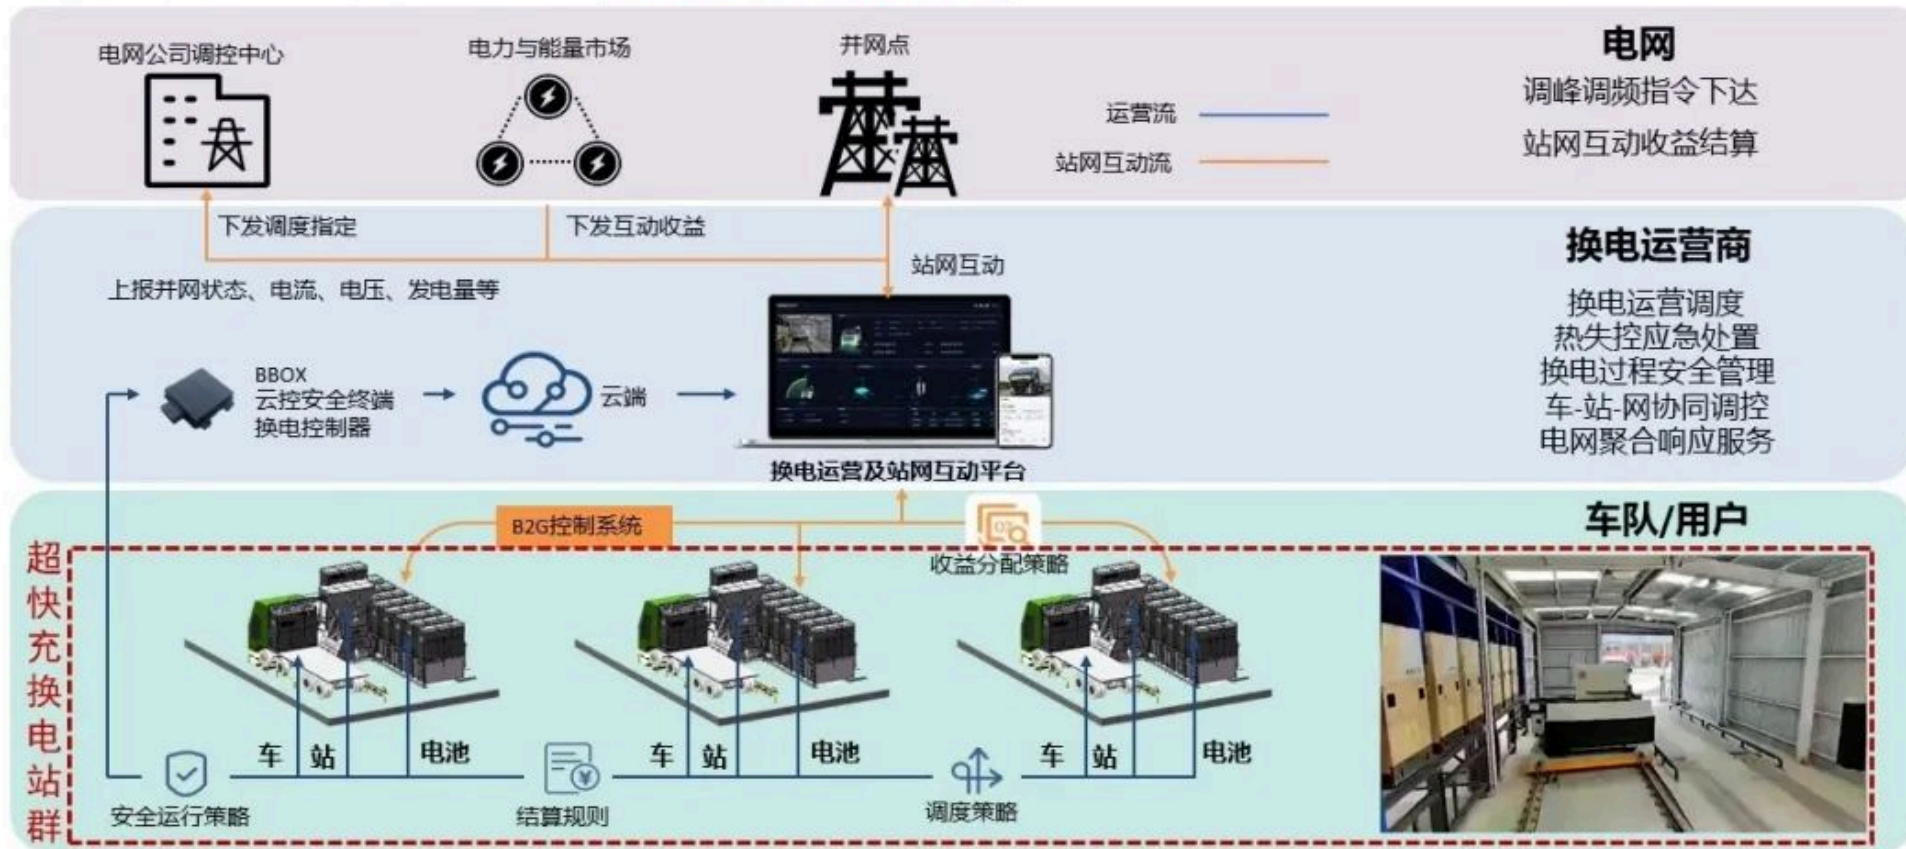 电网公司调控中心
电力与能量市场
并网点
运营流
站网互动流
电网
调峰调频指令下达
站网互动收益结算
下发调度指定
下发互动收益
站网互动
上报并网状态、电流、电压、发电量等
换电运营商
换电运营调度
热失控应急处置
换电过程安全管理
车-站-网协同调控
电网聚合响应服务
BBOX
云控安全终端
换电控制器
云端
换电运营及站网互动平台
车队/用户
B2G控制系统
收益分配策略
超快充换电站群
车
站
电池
车
站
电池
车
站
电池
安全运行策略
结算规则
调度策略